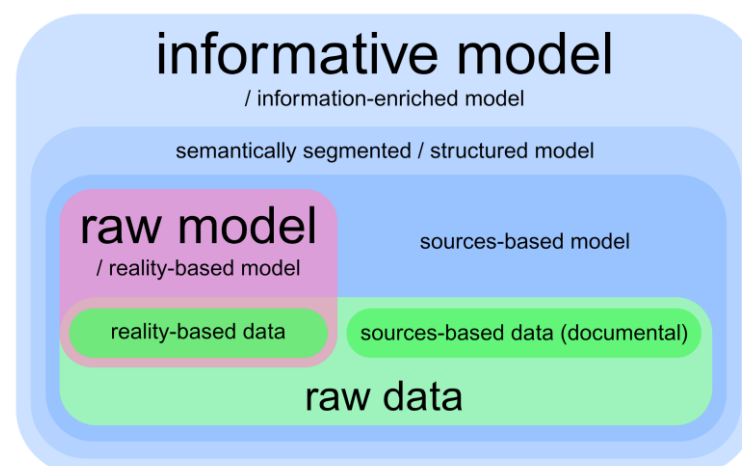 informative model
/ information-enriched model
semantically segmented / structured model
raw model
/ reality-based model
sources-based model
reality-based data
sources-based data (documental)
raw data